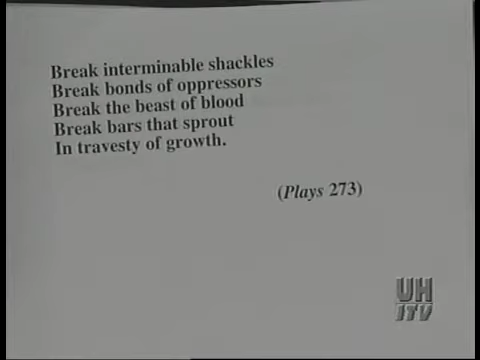 Break interminable shackles
Break bonds of oppressors
Break the beast of blood
Break bars that sprout
In travesty of growth.
(Plays 273)
UH
ITV